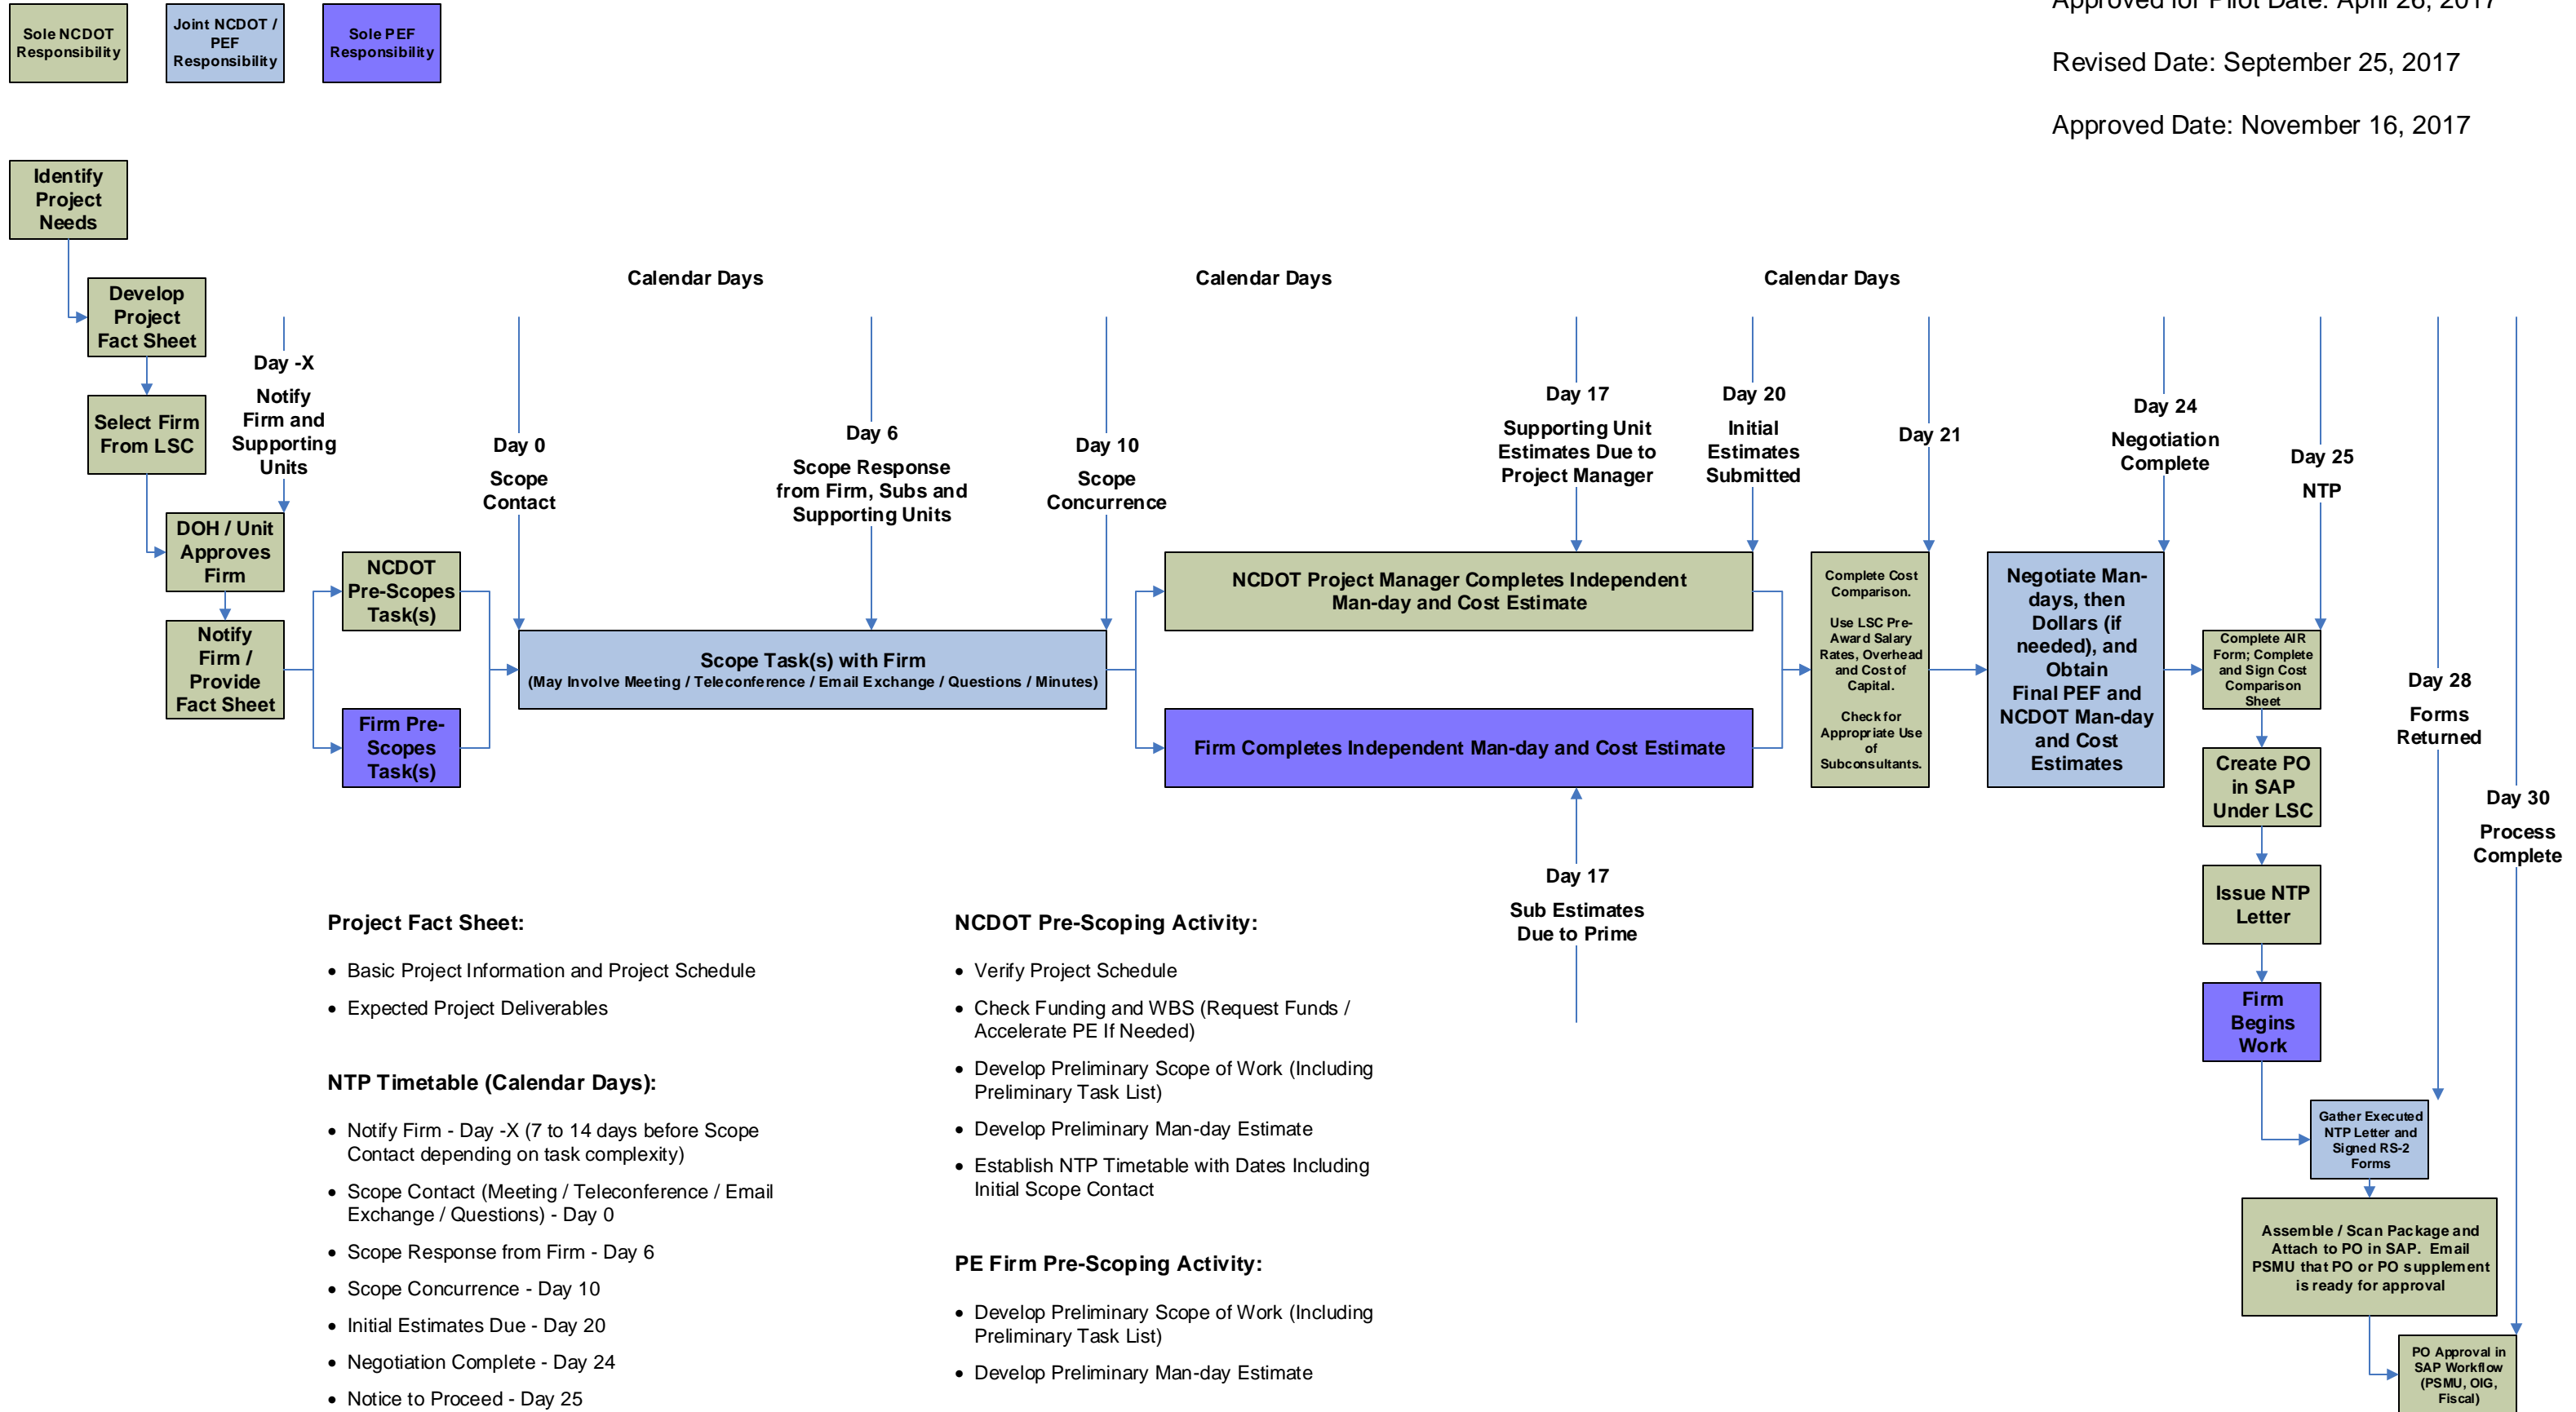 Sole NCDOT
Responsibility
Joint NCDOT /
PEF
Responsibility
Sole PEF
Responsibility
Approved for Pilot Date: April 26, 2017
Revised Date: September 25, 2017
Approved Date: November 16, 2017
Identify
Project
Needs
Develop
Project
Fact Sheet
Select Firm
From LSC
Day -X
Notify
Firm and
Supporting
Units
DOH / Unit
Approves
Firm
Notify
Firm /
Provide
Fact Sheet
NCDOT
Pre-Scopes
Task(s)
Firm Pre-
Scopes
Task(s)
Calendar Days
Calendar Days
Calendar Days
Day 0
Scope
Contact
Day 6
Scope Response
from Firm, Subs and
Supporting Units
Day 10
Scope
Concurrence
Scope Task(s) with Firm
(May Involve Meeting / Teleconference / Email Exchange / Questions / Minutes)
Day 17
Supporting Unit
Estimates Due to
Project Manager
Day 20
Initial
Estimates
Submitted
NCDOT Project Manager Completes Independent
Man-day and Cost Estimate
Firm Completes Independent Man-day and Cost Estimate
Day 17
Sub Estimates
Due to Prime
Day 21
Complete Cost
Comparison.
Use LSC Pre-
Award Salary
Rates, Overhead
and Cost of
Capital.
Check for
Appropriate Use
of
Subconsultants.
Day 24
Negotiation
Complete
Negotiate Man-
days, then
Dollars (if
needed), and
Obtain
Final PEF and
NCDOT Man-day
and Cost
Estimates
Day 25
NTP
Complete AIR
Form; Complete
and Sign Cost
Comparison
Sheet
Create PO
in SAP
Under LSC
Issue NTP
Letter
Firm
Begins
Work
Day 28
Forms
Returned
Gather Executed
NTP Letter and
Signed RS-2
Forms
Assemble / Scan Package and
Attach to PO in SAP.  Email
PSMU that PO or PO supplement
is ready for approval
Day 30
Process
Complete
PO Approval in
SAP Workflow
(PSMU, OIG,
Fiscal)
Project Fact Sheet:
• Basic Project Information and Project Schedule
• Expected Project Deliverables
NTP Timetable (Calendar Days):
• Notify Firm - Day -X (7 to 14 days before Scope
Contact depending on task complexity)
• Scope Contact (Meeting / Teleconference / Email
Exchange / Questions) - Day 0
• Scope Response from Firm - Day 6
• Scope Concurrence - Day 10
• Initial Estimates Due - Day 20
• Negotiation Complete - Day 24
• Notice to Proceed - Day 25
NCDOT Pre-Scoping Activity:
• Verify Project Schedule
• Check Funding and WBS (Request Funds /
Accelerate PE If Needed)
• Develop Preliminary Scope of Work (Including
Preliminary Task List)
• Develop Preliminary Man-day Estimate
• Establish NTP Timetable with Dates Including
Initial Scope Contact
PE Firm Pre-Scoping Activity:
• Develop Preliminary Scope of Work (Including
Preliminary Task List)
• Develop Preliminary Man-day Estimate